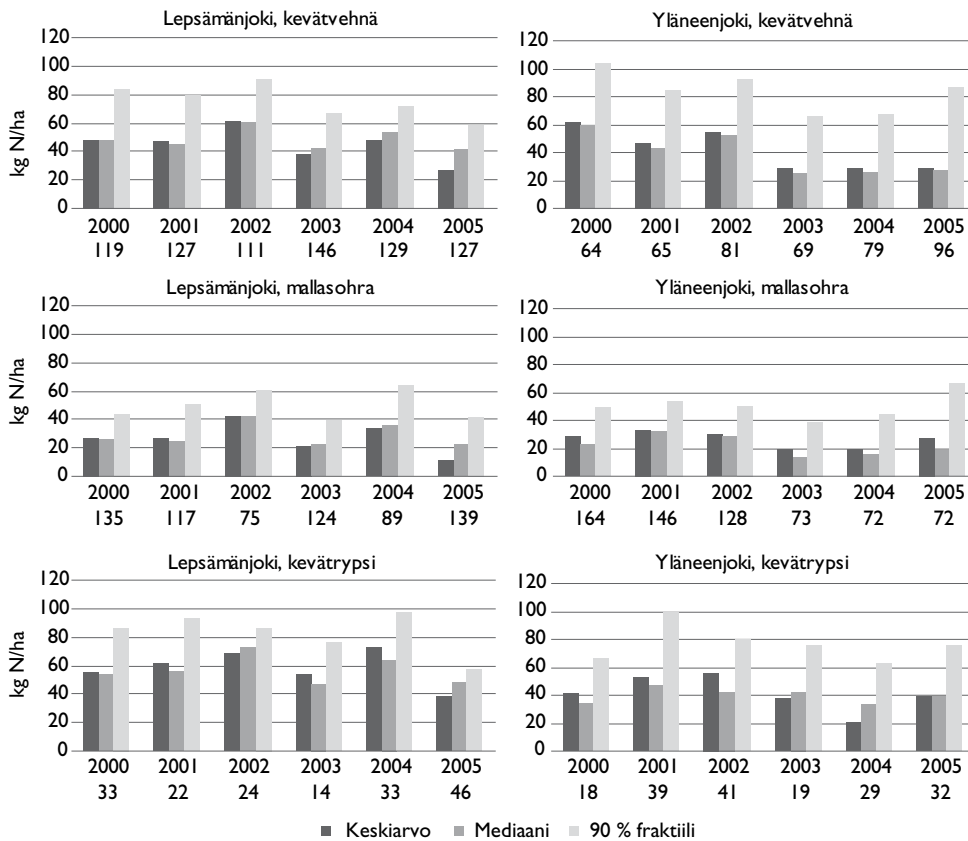 Lepsämänjoki, kevätvehnä
kg N/ha
120
100
80
60
40
20
0
2000 2001 2002 2003 2004 2005
119 127 111 146 129 127
Yläneenjoki, kevätvehnä
120
100
80
60
40
20
0
2000 2001 2002 2003 2004 2005
64 65 81 69 79 96
Lepsämänjoki, mallasohra
kg N/ha
120
100
80
60
40
20
0
2000 2001 2002 2003 2004 2005
135 117 75 124 89 139
Yläneenjoki, mallasohra
120
100
80
60
40
20
0
2000 2001 2002 2003 2004 2005
164 146 128 73 72 72
Lepsämänjoki, kevätrypsi
kg N/ha
120
100
80
60
40
20
0
2000 2001 2002 2003 2004 2005
33 22 24 14 33 46
Yläneenjoki, kevätrypsi
120
100
80
60
40
20
0
2000 2001 2002 2003 2004 2005
18 39 41 19 29 32
Keskiarvo Mediaani 90 % fraktiili